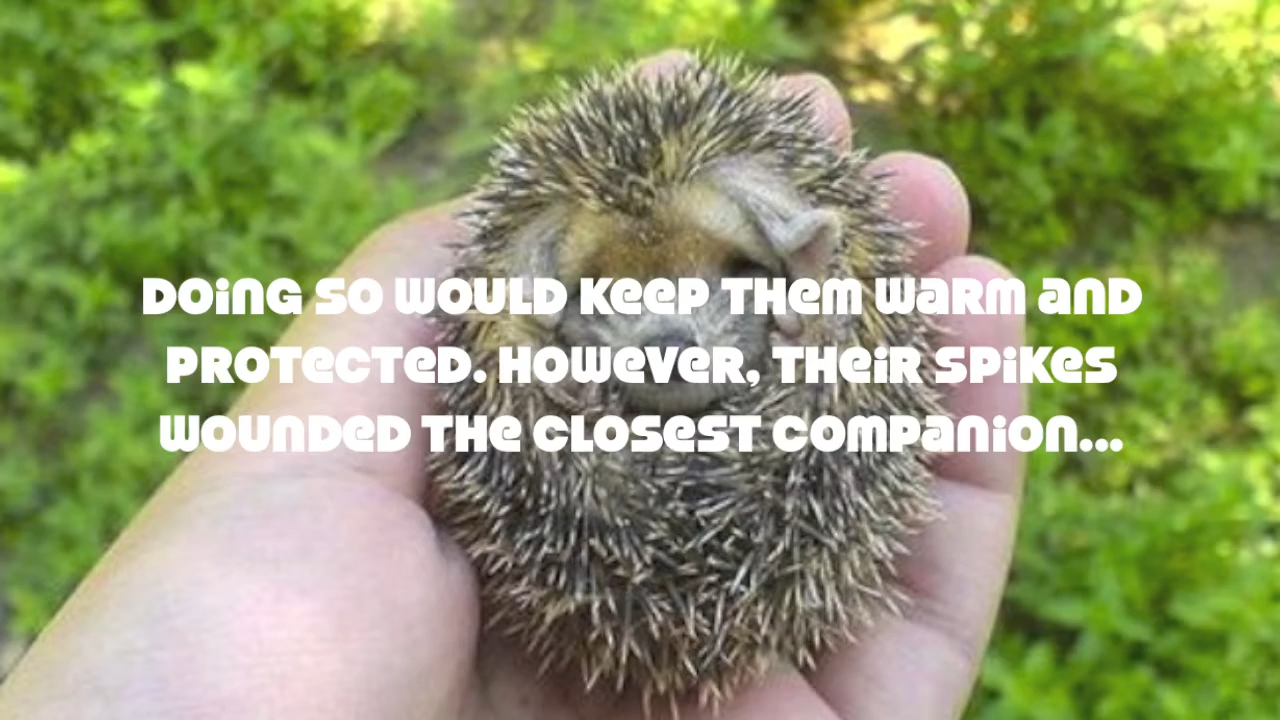 DOING SO WOULD KEEP THEM WARM AND
PROTECTED. HOWEVER, THEIR SPIKES
WOUNDED THE CLOSEST COMPANION...